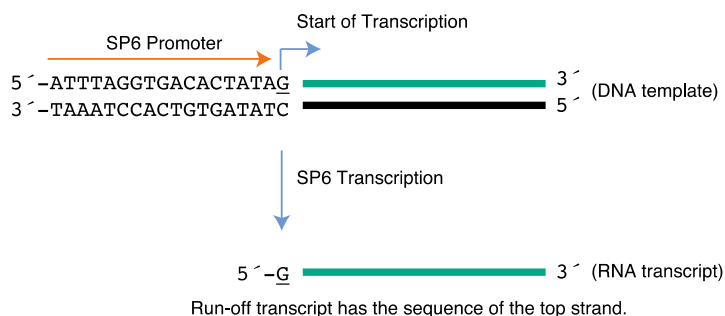 Start of Transcription
SP6 Promoter
5´-ATTTAGGTGACACTATAG 3´
3´-TAAATCCACTGTGATATC 5´
(DNA template)
SP6 Transcription
5´-G 3´ (RNA transcript)
Run-off transcript has the sequence of the top strand.